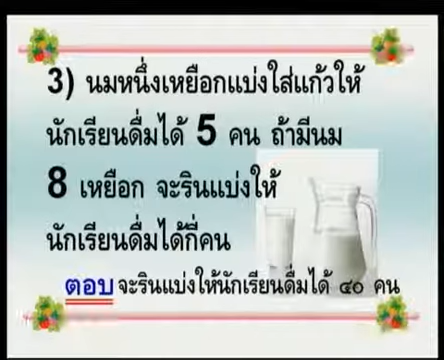 3) นมหนึ่งเหยือกแบ่งใส่แก้วให้
นักเรียนดื่มได้ 5 คน ถ้ามีนม
8 เหยือก จะรินแบ่งให้
นักเรียนดื่มได้กี่คน
ตอบ จะรินแบ่งให้นักเรียนดื่มได้ ๔๐ คน